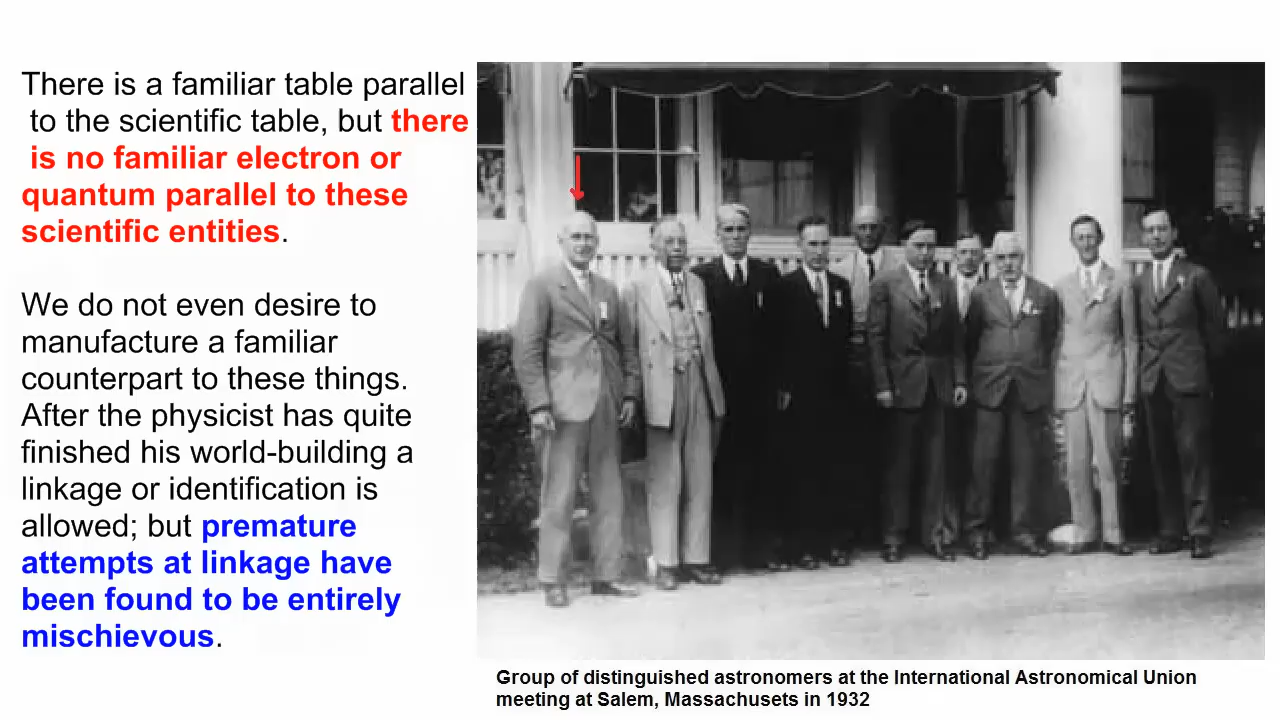 There is a familiar table parallel
to the scientific table, but there
is no familiar electron or
quantum parallel to these
scientific entities.
We do not even desire to
manufacture a familiar
counterpart to these things.
After the physicist has quite
finished his world-building a
linkage or identification is
allowed; but premature
attempts at linkage have
been found to be entirely
mischievous.
Group of distinguished astronomers at the International Astronomical Union
meeting at Salem, Massachusets in 1932